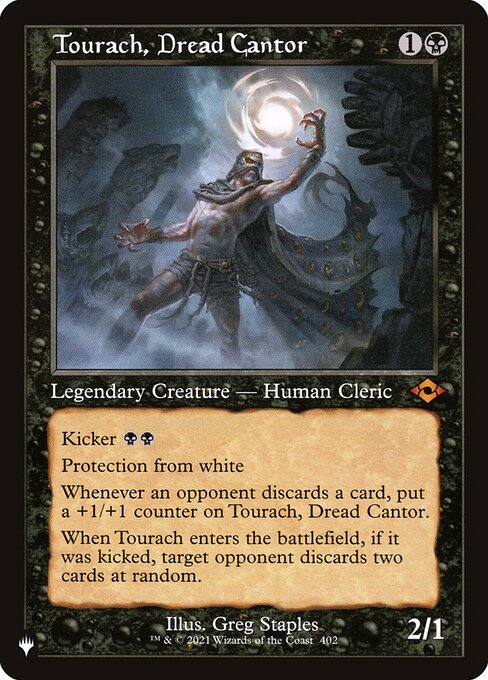 Tourach, Dread Cantor 1
Legendary Creature — Human Cleric
Kicker
Protection from white
Whenever an opponent discards a card, put
a +1/+1 counter on Tourach, Dread Cantor.
When Tourach enters the battlefield, if it
was kicked, target opponent discards two
cards at random.
Illus. Greg Staples
™ & © 2021 Wizards of the Coast 402
2/1